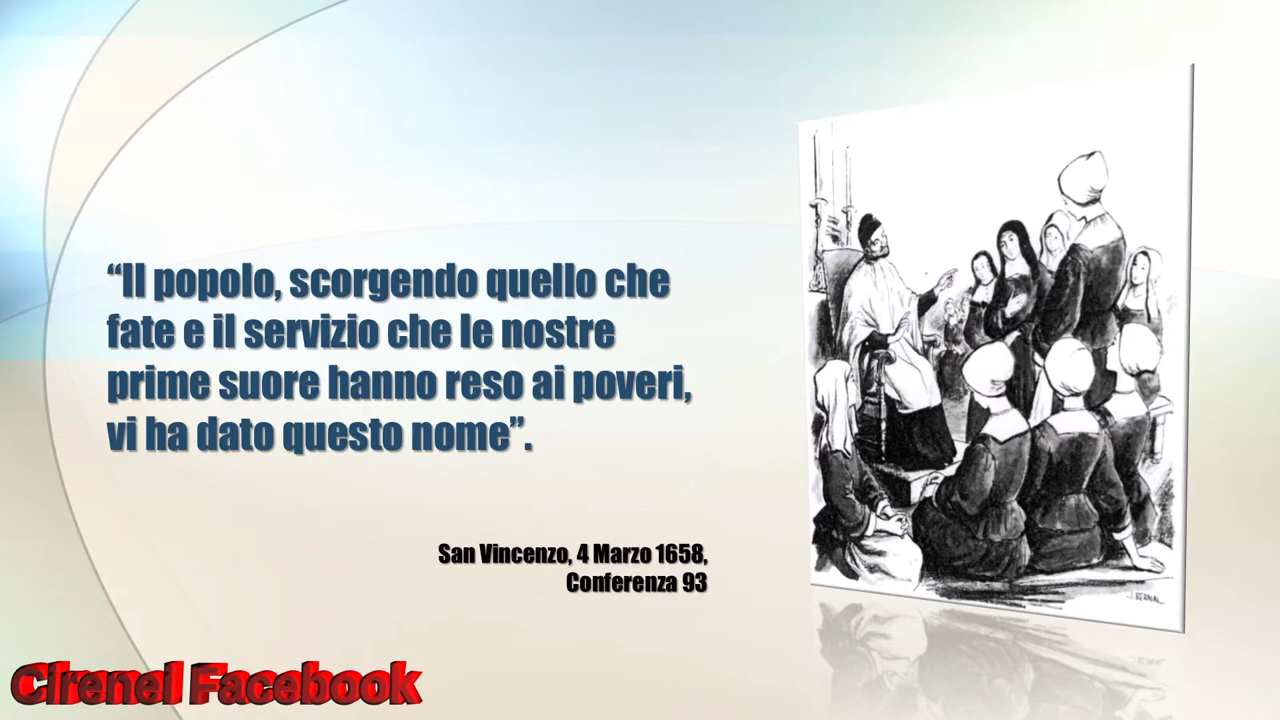 “Il popolo, scorgendo quello che
fate e il servizio che le nostre
prime suore hanno reso ai poveri,
vi ha dato questo nome”.
San Vincenzo, 4 Marzo 1658,
Conferenza 93
J. BERNAL
CIreneI Facebook